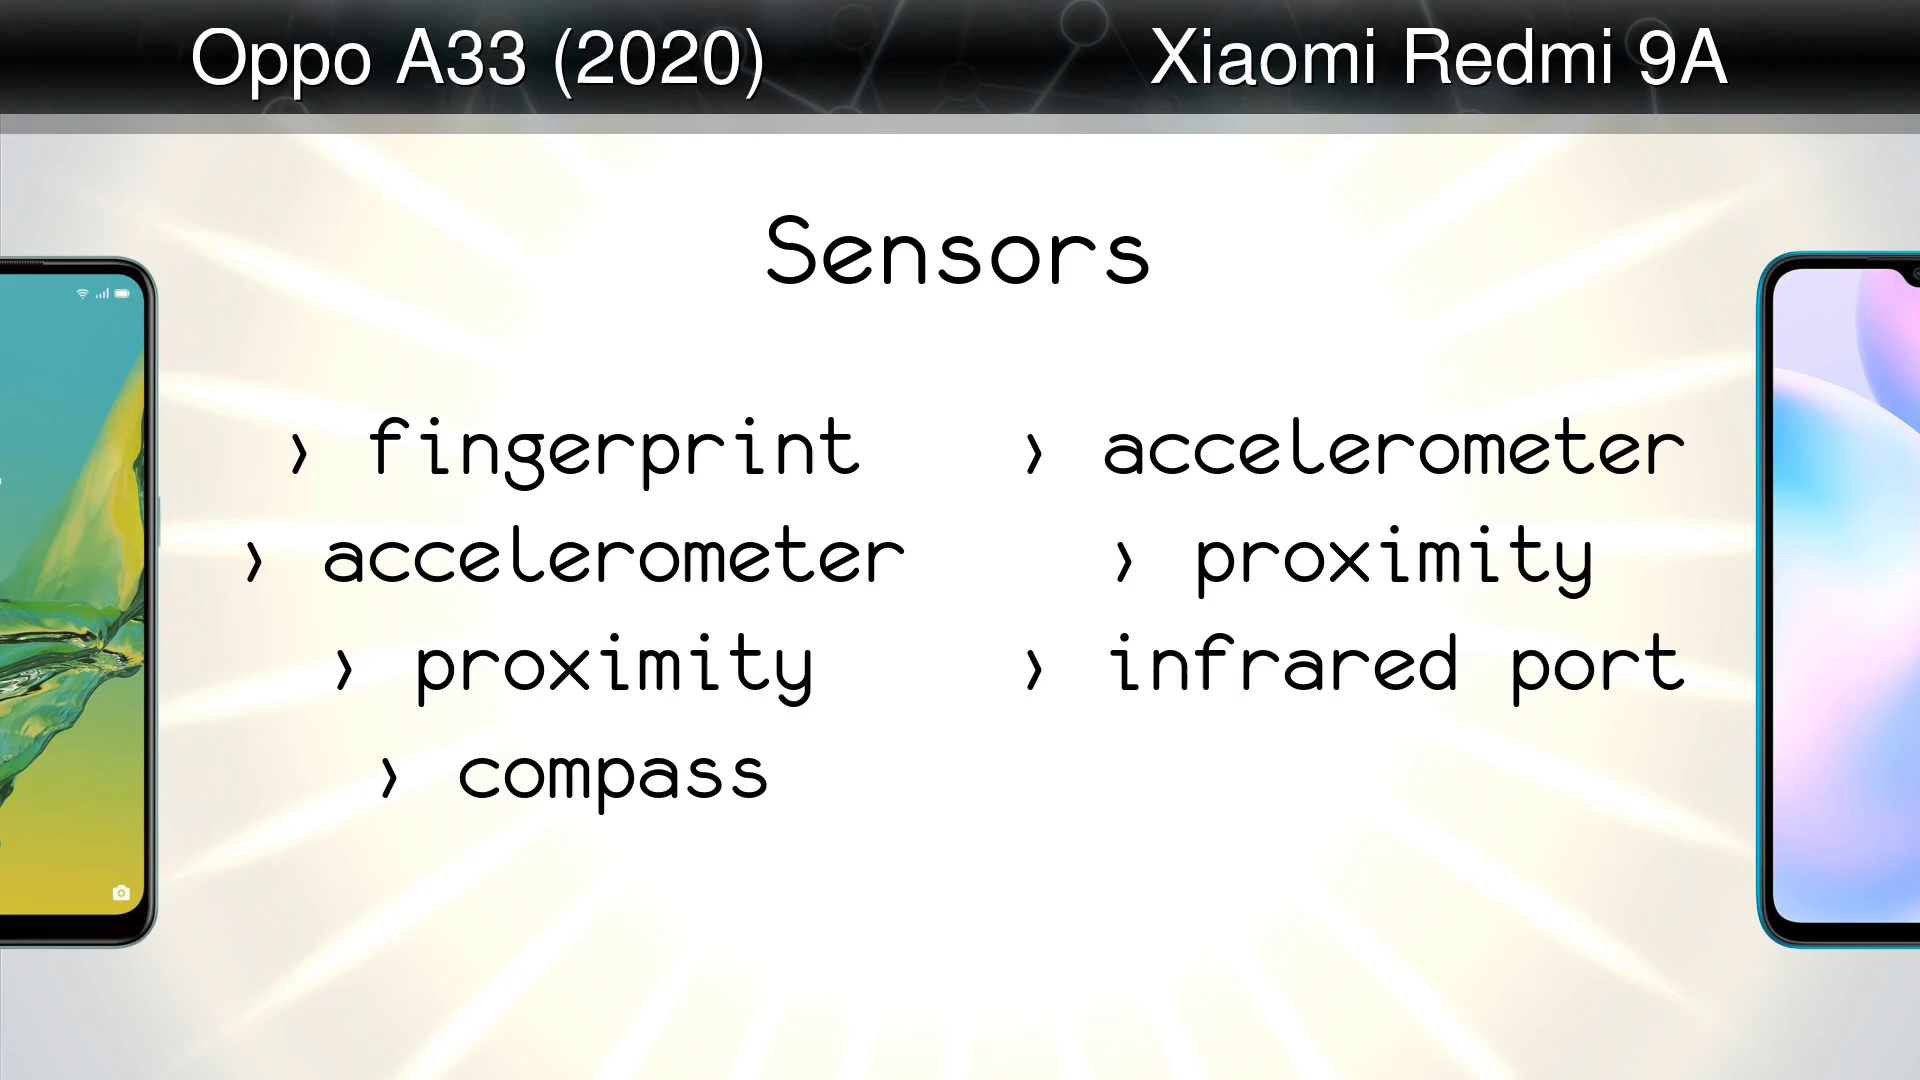 Oppo A33 (2020)
Xiaomi Redmi 9A
Sensors
› fingerprint
› accelerometer
› proximity
› compass
› accelerometer
› proximity
› infrared port